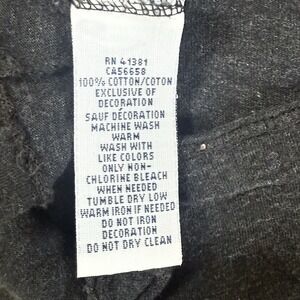 RN 41381
CA56658
100% COTTON/COTON
EXCLUSIVE OF
DECORATION
SAUF DÉCORATION
MACHINE WASH
WARM
WASH WITH
LIKE COLORS
ONLY NON-
CHLORINE BLEACH
WHEN NEEDED
TUMBLE DRY LOW
WARM IRON IF NEEDED
DO NOT IRON
DECORATION
DO NOT DRY CLEAN